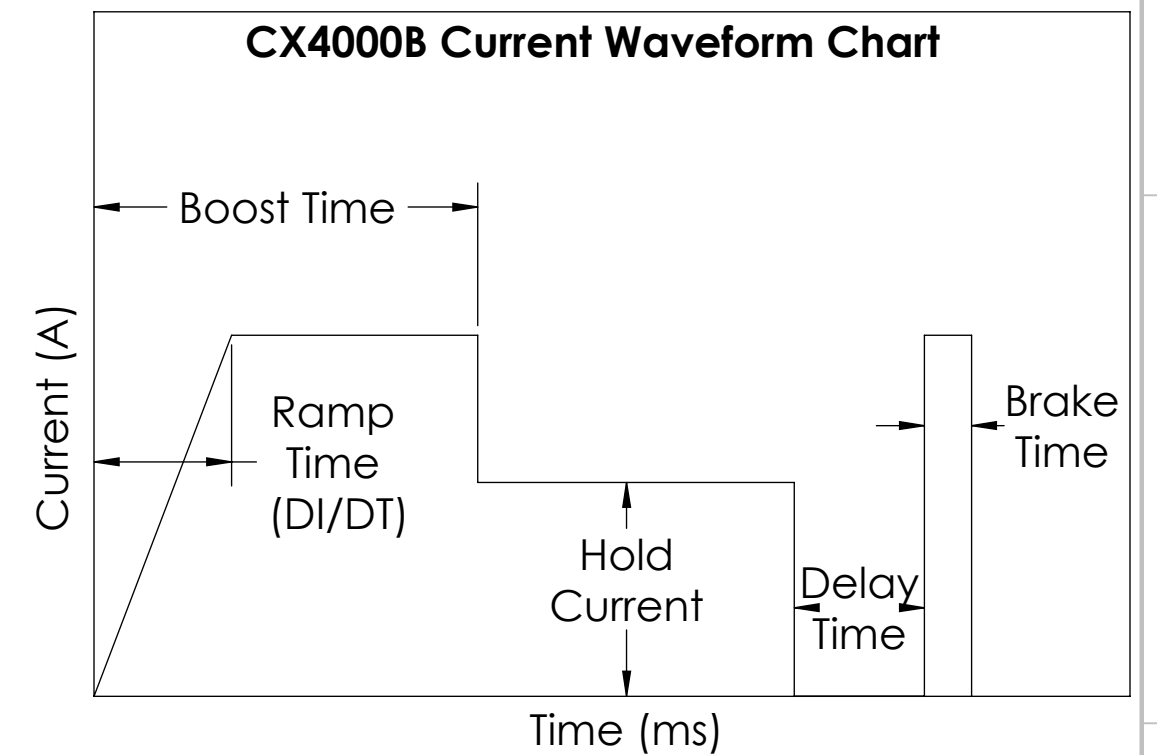 CX4000B Current Waveform Chart
Boost Time
Current (A)
Ramp
Time
(DI/DT)
Hold
Current
Delay
Time
Brake
Time
Time (ms)